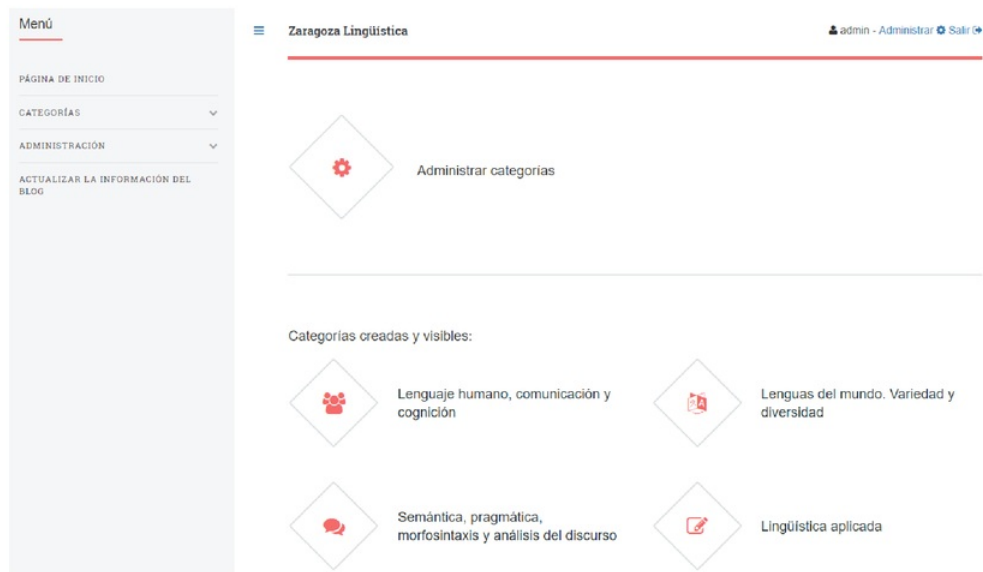 Menú
PÁGINA DE INICIO
CATEGORÍAS
ADMINISTRACIÓN
ACTUALIZAR LA INFORMACIÓN DEL
BLOG
Zaragoza Lingüística
admin - Administrar Salir
Administrar categorías
Categorías creadas y visibles:
Lenguaje humano, comunicación y
cognición
Lenguas del mundo. Variedad y
diversidad
Semántica, pragmática,
morfosintaxis y análisis del discurso
Lingüística aplicada